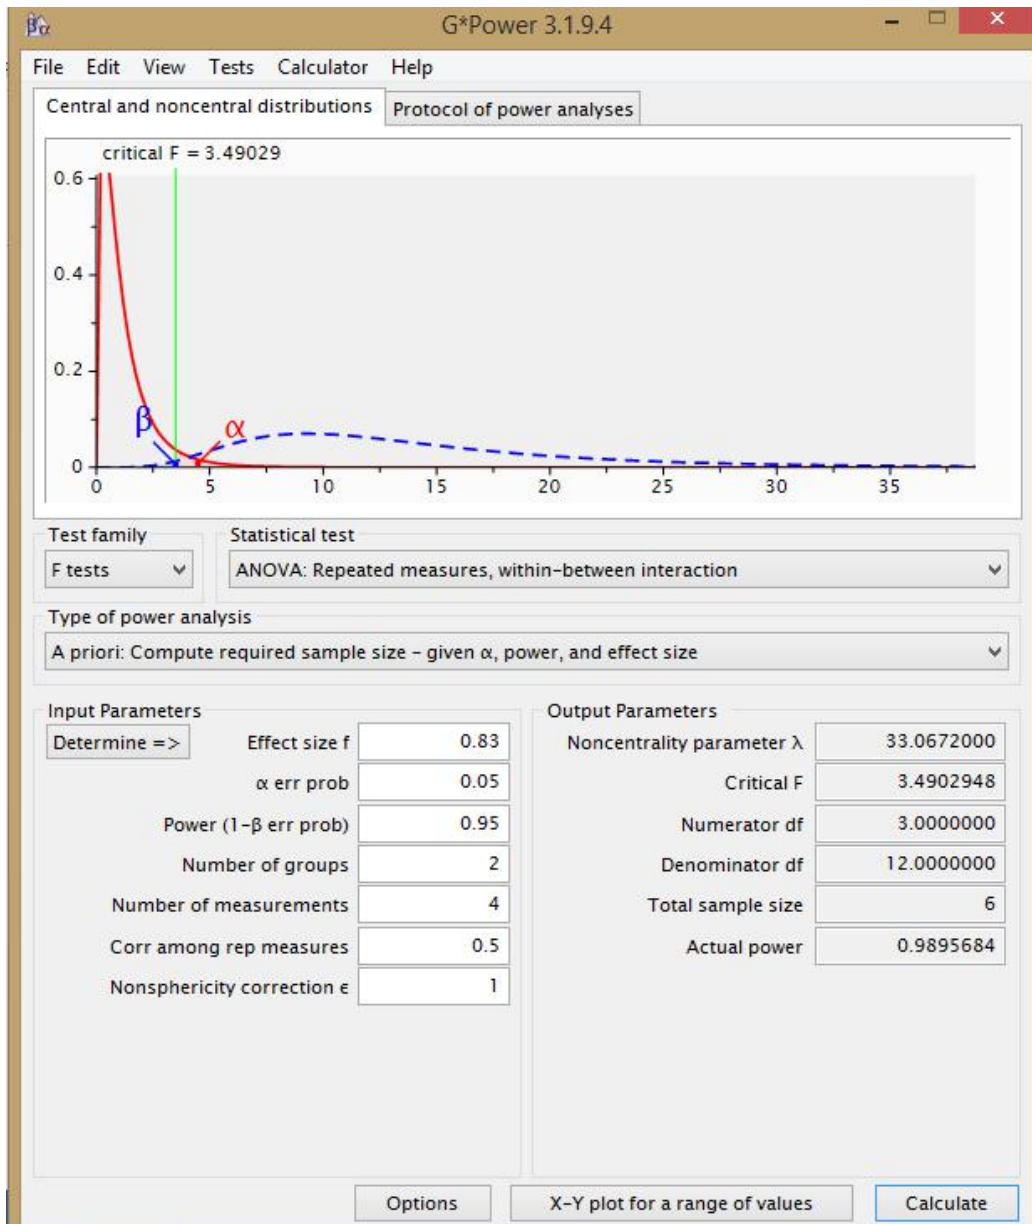 βα G*Power 3.1.9.4
File Edit View Tests Calculator Help
Central and noncentral distributions Protocol of power analyses
critical F = 3.49029
0.6
0.4
0.2
0
β
α
0 5 10 15 20 25 30 35
Test family
F tests
Statistical test
ANOVA: Repeated measures, within-between interaction
Type of power analysis
A priori: Compute required sample size - given α, power, and effect size
Input Parameters
Determine =>
Effect size f 0.83
α err prob 0.05
Power (1-β err prob) 0.95
Number of groups 2
Number of measurements 4
Corr among rep measures 0.5
Nonsphericity correction ϵ 1
Output Parameters
Noncentrality parameter λ 33.0672000
Critical F 3.4902948
Numerator df 3.0000000
Denominator df 12.0000000
Total sample size 6
Actual power 0.9895684
Options X-Y plot for a range of values Calculate